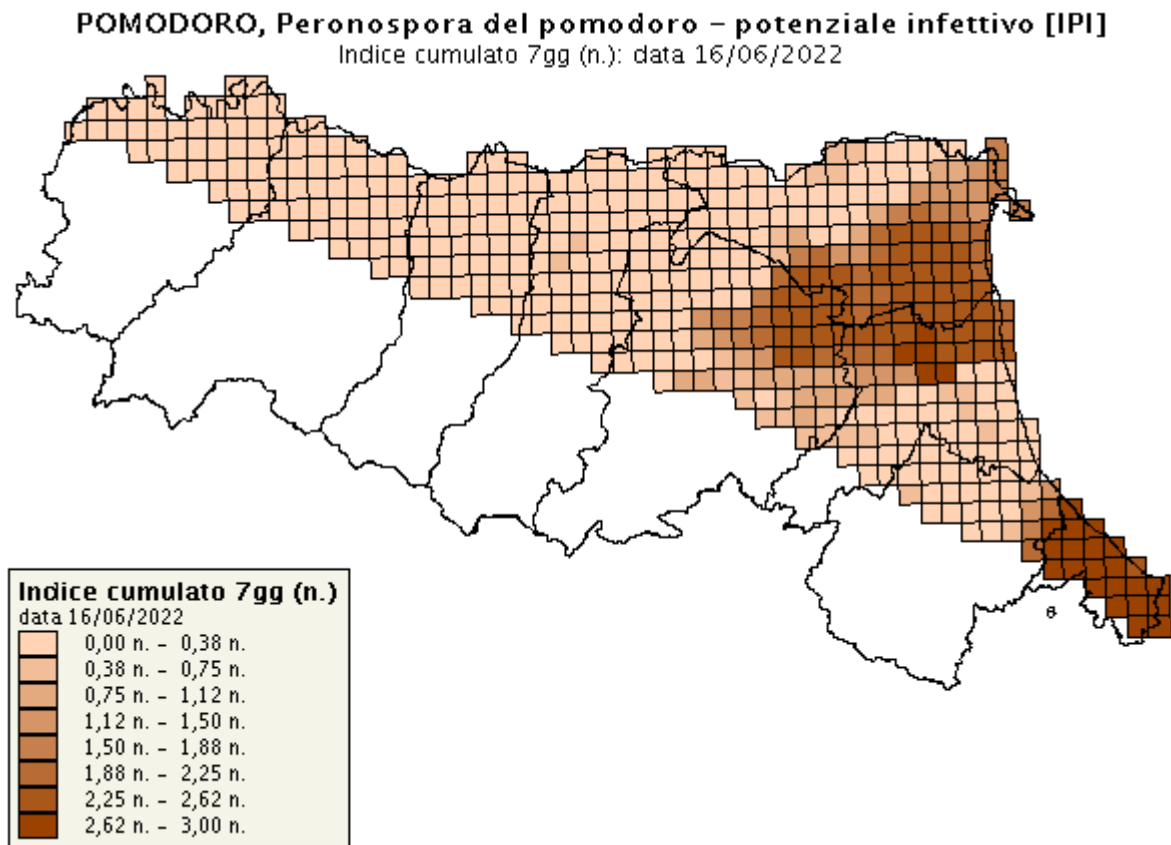 POMODORO, Peronospora del pomodoro – potenziale infettivo [IPI]
Indice cumulato 7gg (n.): data 16/06/2022
Indice cumulato 7gg (n.)
data 16/06/2022
0,00 n. – 0,38 n.
0,38 n. – 0,75 n.
0,75 n. – 1,12 n.
1,12 n. – 1,50 n.
1,50 n. – 1,88 n.
1,88 n. – 2,25 n.
2,25 n. – 2,62 n.
2,62 n. – 3,00 n.